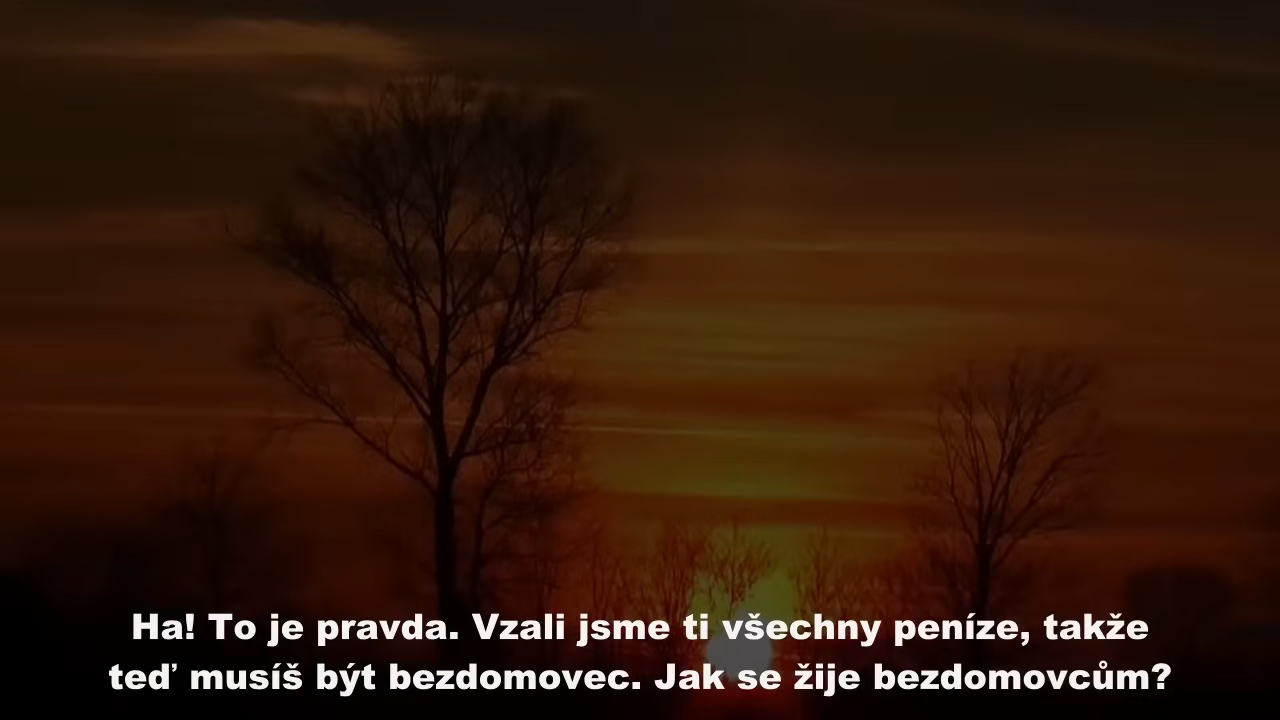 Ha! To je pravda. Vzali jsme ti všechny peníze, takže
teď musíš být bezdomovec. Jak se žije bezdomovcům?